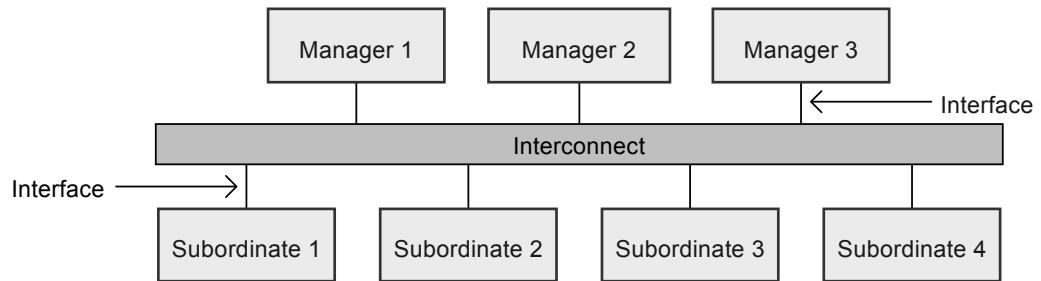 Manager 1
Manager 2
Manager 3
Interface
Interconnect
Interface
Subordinate 1
Subordinate 2
Subordinate 3
Subordinate 4